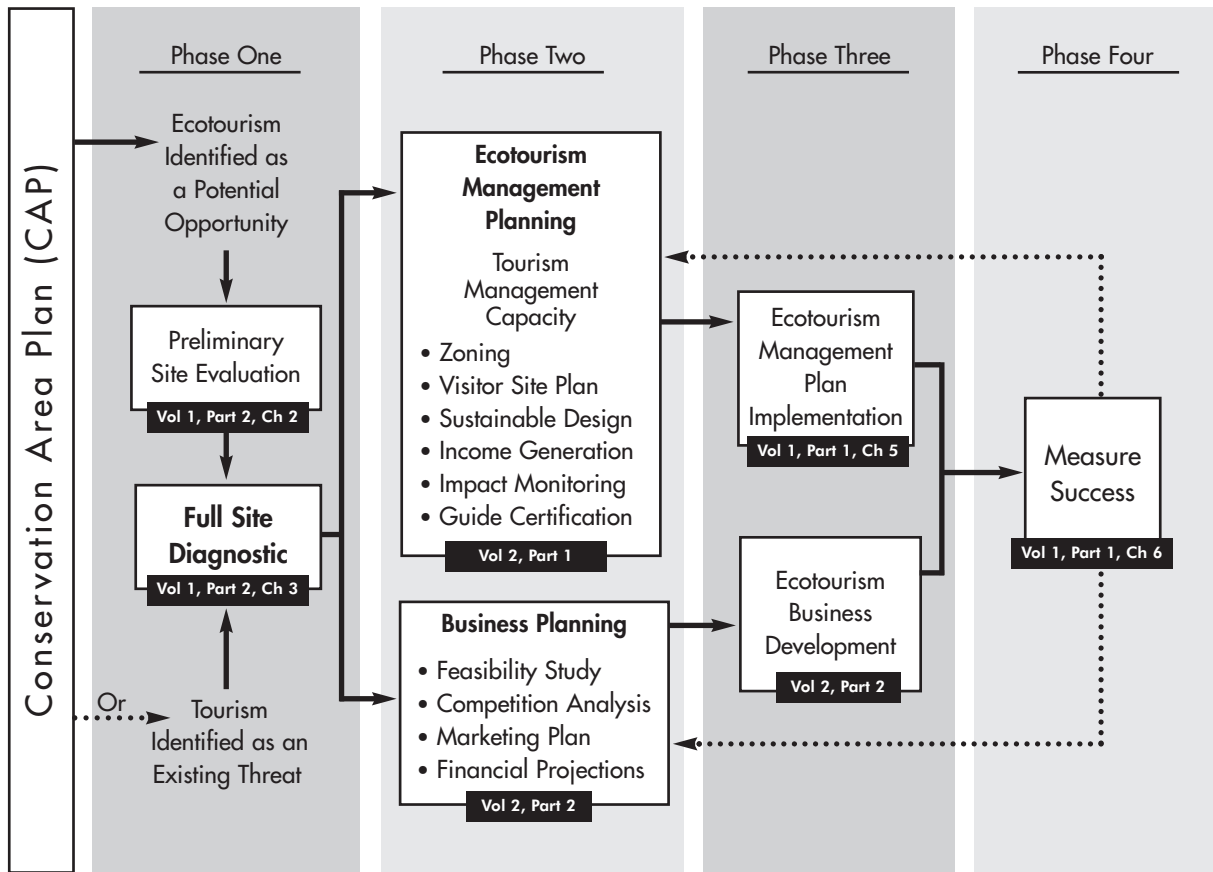 Conservation Area Plan (CAP)
Phase One
Ecotourism
Identified as
a Potential
Opportunity
Preliminary
Site Evaluation
Vol 1, Part 2, Ch 2
Full Site
Diagnostic
Vol 1, Part 2, Ch 3
Or
Tourism
Identified as an
Existing Threat
Phase Two
Ecotourism
Management
Planning
Tourism
Management
Capacity
• Zoning
• Visitor Site Plan
• Sustainable Design
• Income Generation
• Impact Monitoring
• Guide Certification
Vol 2, Part 1
Business Planning
• Feasibility Study
• Competition Analysis
• Marketing Plan
• Financial Projections
Vol 2, Part 2
Phase Three
Ecotourism
Management
Plan
Implementation
Vol 1, Part 1, Ch 5
Ecotourism
Business
Development
Vol 2, Part 2
Phase Four
Measure
Success
Vol 1, Part 1, Ch 6